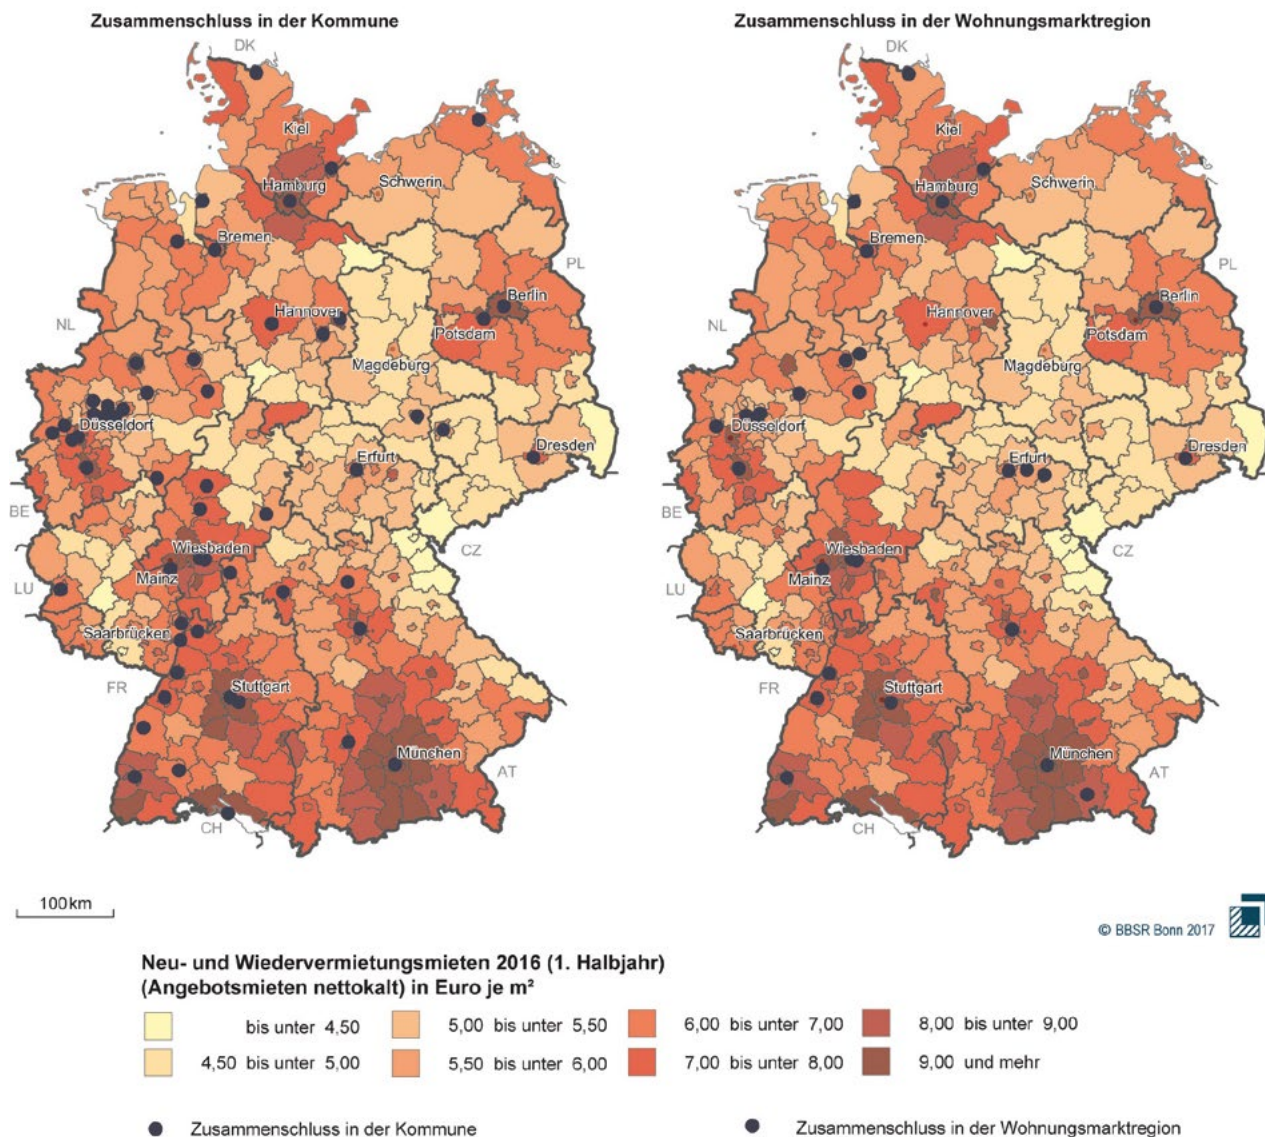 Zusammenschluss in der Kommune
Zusammenschluss in der Wohnungsmarktregion
DK
Kiel
Hamburg
Schwerin
Bremen
PL
Berlin
Hannover
NL
Potsdam
Magdeburg
Düsseldorf
Dresden
Erfurt
BE
Wiesbaden
CZ
Mainz
LU
Saarbrücken
FR
Stuttgart
München
AT
CH
DK
Kiel
Hamburg
Schwerin
Bremen
PL
Berlin
Hannover
NL
Potsdam
Magdeburg
Düsseldorf
Dresden
Erfurt
BE
Wiesbaden
CZ
Mainz
LU
Saarbrücken
FR
Stuttgart
München
AT
CH
100 km
© BBSR Bonn 2017
Neu- und Wiedervermietungsmieten 2016 (1. Halbjahr)
(Angebotsmieten nettokalt) in Euro je m²
bis unter 4,50
5,00 bis unter 5,50
6,00 bis unter 7,00
8,00 bis unter 9,00
4,50 bis unter 5,00
5,50 bis unter 6,00
7,00 bis unter 8,00
9,00 und mehr
Zusammenschluss in der Kommune
Zusammenschluss in der Wohnungsmarktregion